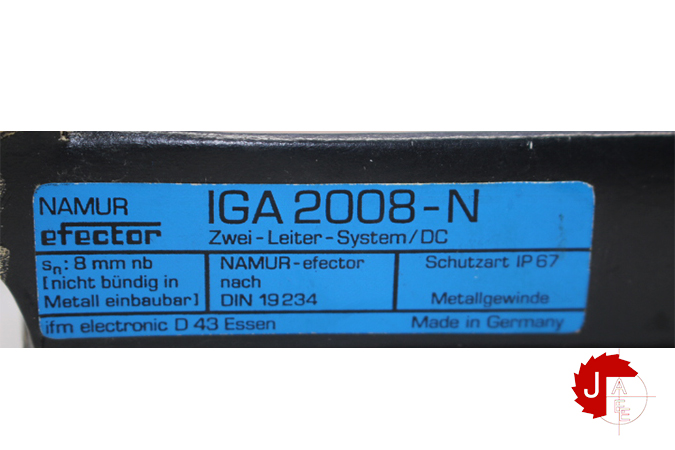 NAMUR
efector
IGA 2008-N
Zwei-Leiter-System/DC
sn: 8 mm nb
[nicht bündig in
Metall einbaubar]
NAMUR-efector
nach
DIN 19234
Schutzart IP 67
Metallgewinde
ifm electronic D 43 Essen
Made in Germany
J
A
F